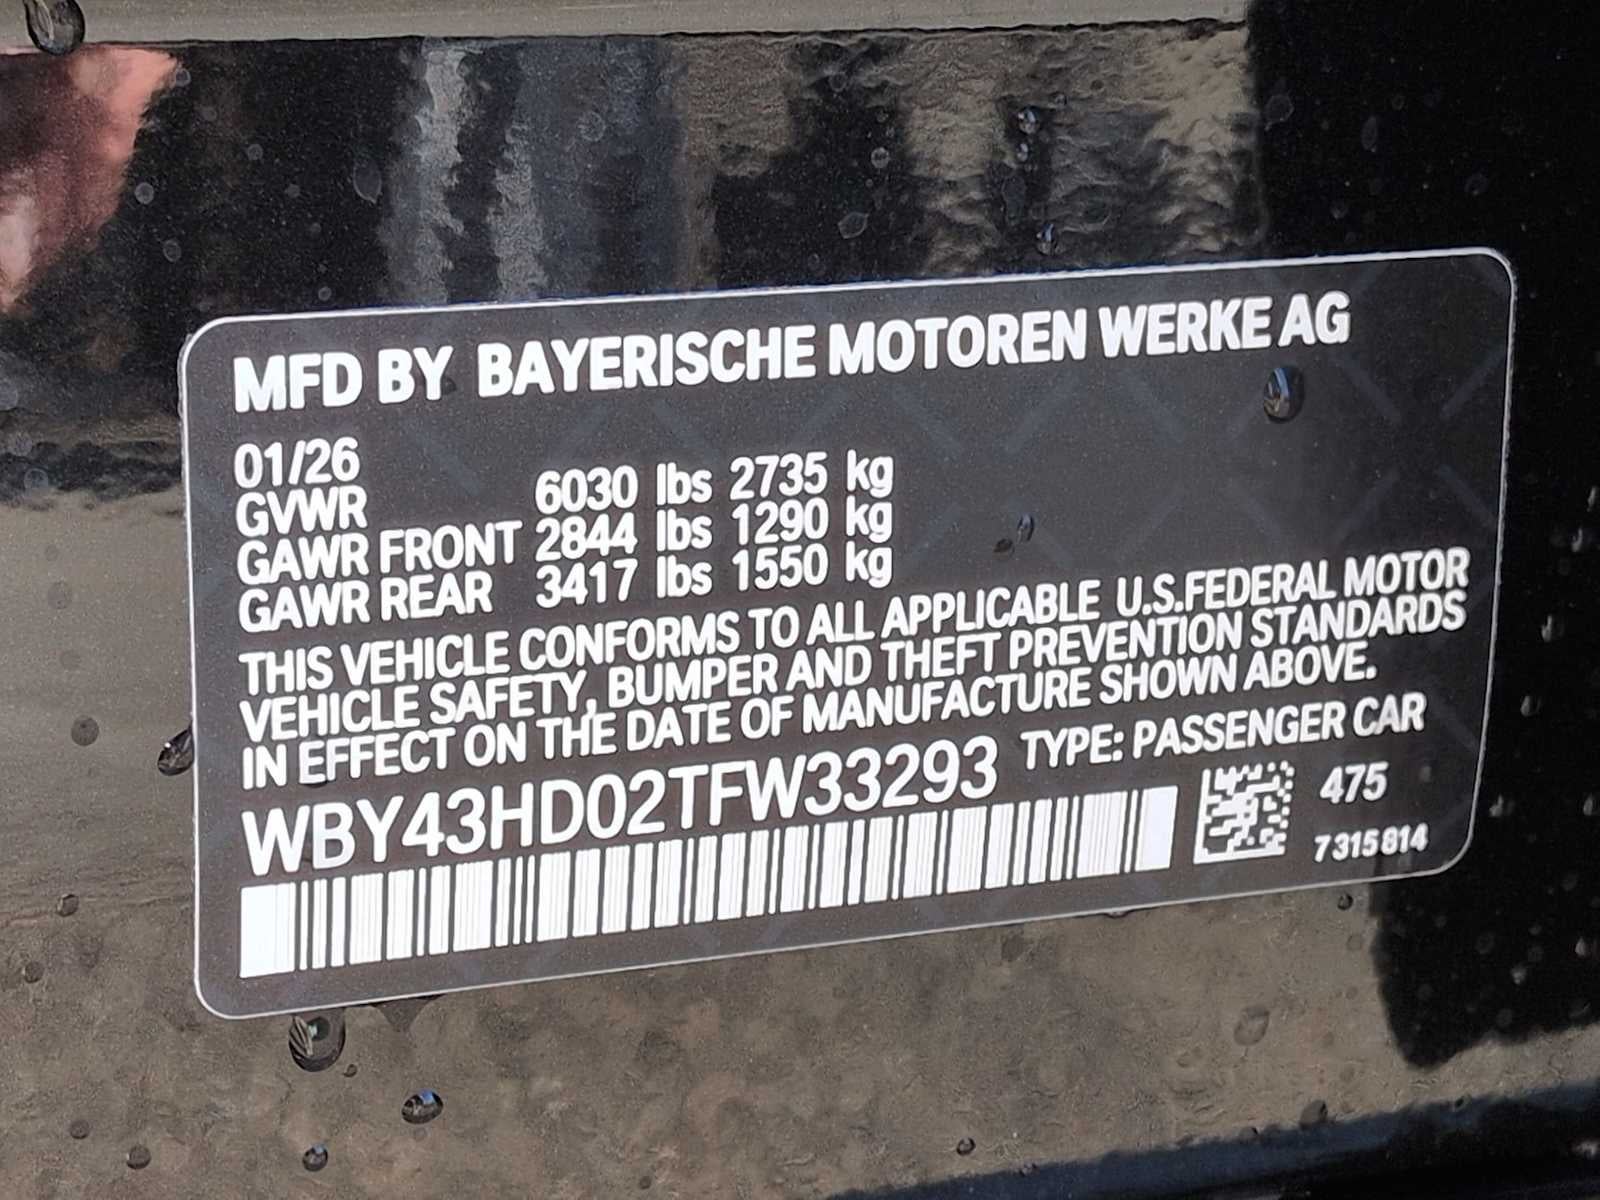 MFD BY BAYERISCHE MOTOREN WERKE AG
01/26
GVWR 6030 lbs 2735 kg
GAWR FRONT 2844 lbs 1290 kg
GAWR REAR 3417 lbs 1550 kg
THIS VEHICLE CONFORMS TO ALL APPLICABLE U.S.FEDERAL MOTOR
VEHICLE SAFETY, BUMPER AND THEFT PREVENTION STANDARDS
IN EFFECT ON THE DATE OF MANUFACTURE SHOWN ABOVE.
WBY43HD02TFW33293 TYPE: PASSENGER CAR
475
7315814